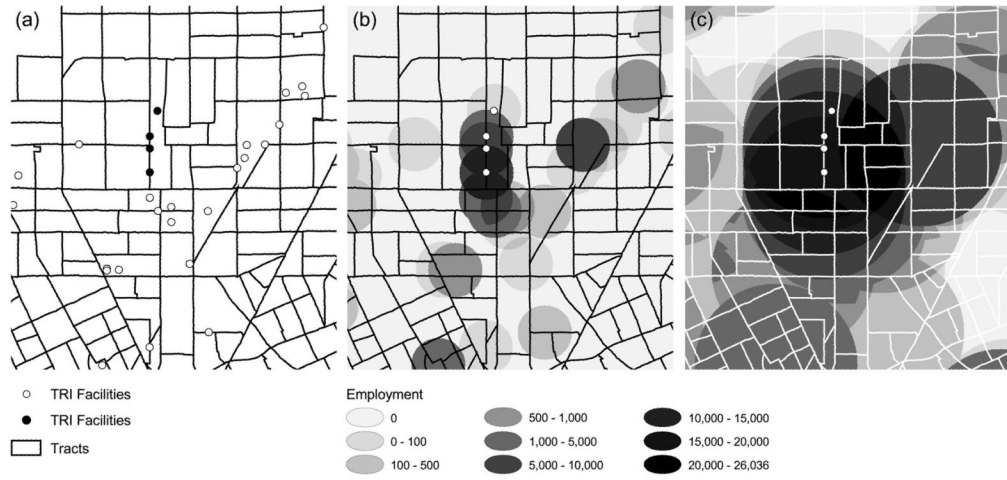 (a)
(b)
(c)
TRI Facilities
TRI Facilities
Tracts
Employment
0
0 - 100
100 - 500
500 - 1,000
1,000 - 5,000
5,000 - 10,000
10,000 - 15,000
15,000 - 20,000
20,000 - 26,036